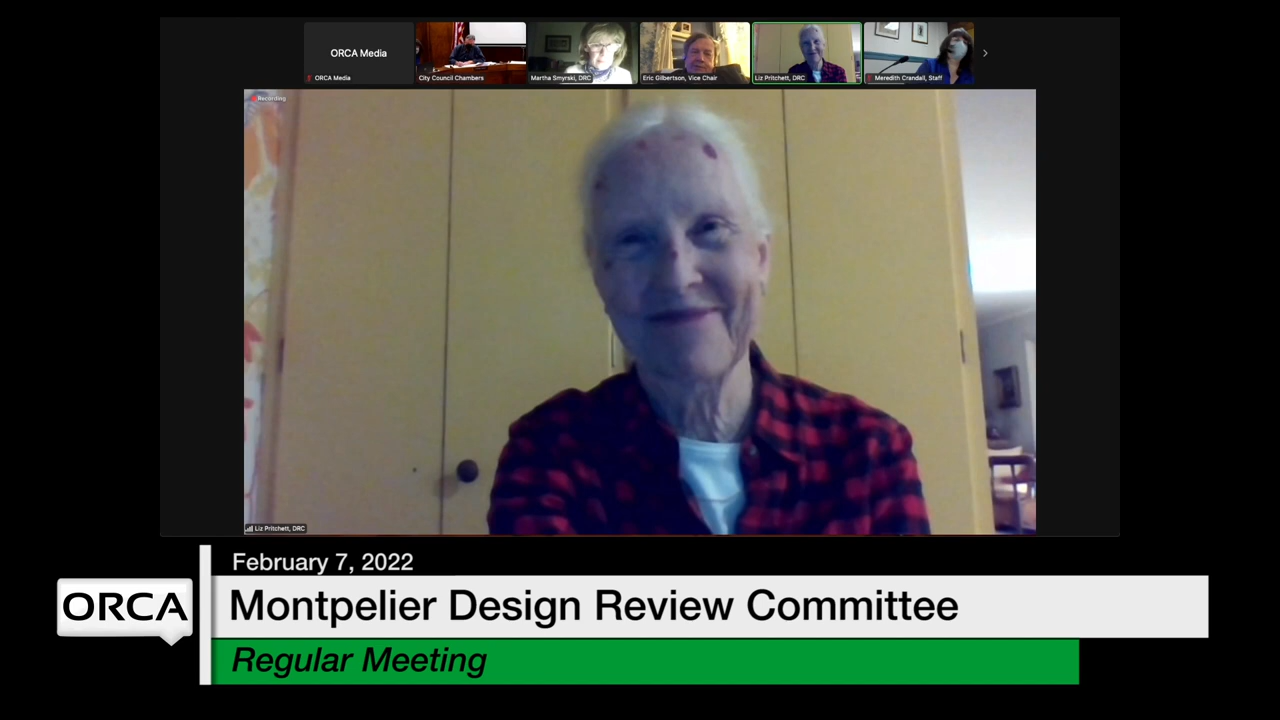 ORCA Media
ORCA Media
City Council Chambers
Martha Smyrski, DRC
Eric Gilbertson, Vice Chair
Liz Pritchett, DRC
Meredith Crandall, Staff
Recording
Liz Pritchett, DRC
February 7, 2022
ORCA
Montpelier Design Review Committee
Regular Meeting